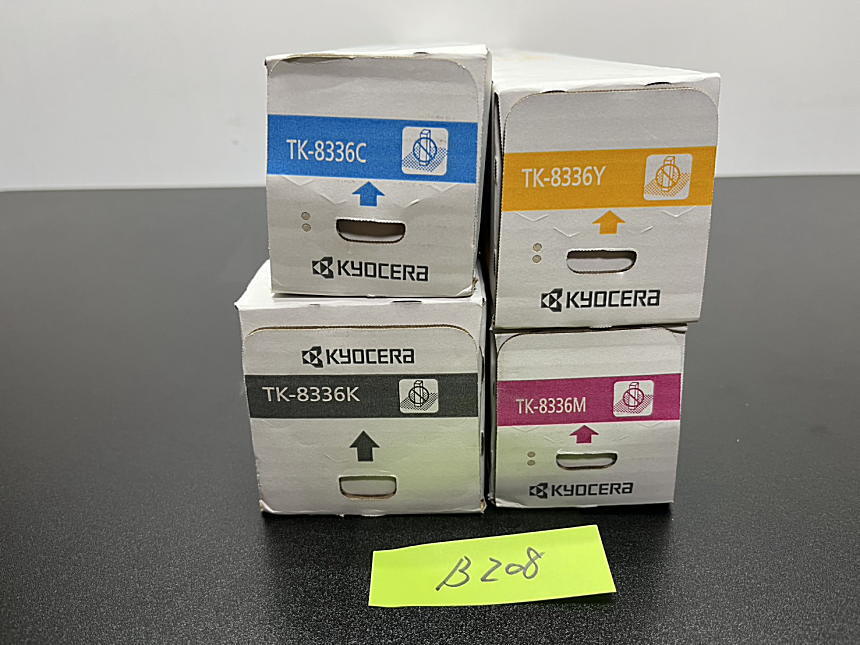 TK-8336C
KYOCERA
TK-8336Y
KYOCERA
KYOCERA
TK-8336K
TK-8336M
KYOCERA
B208